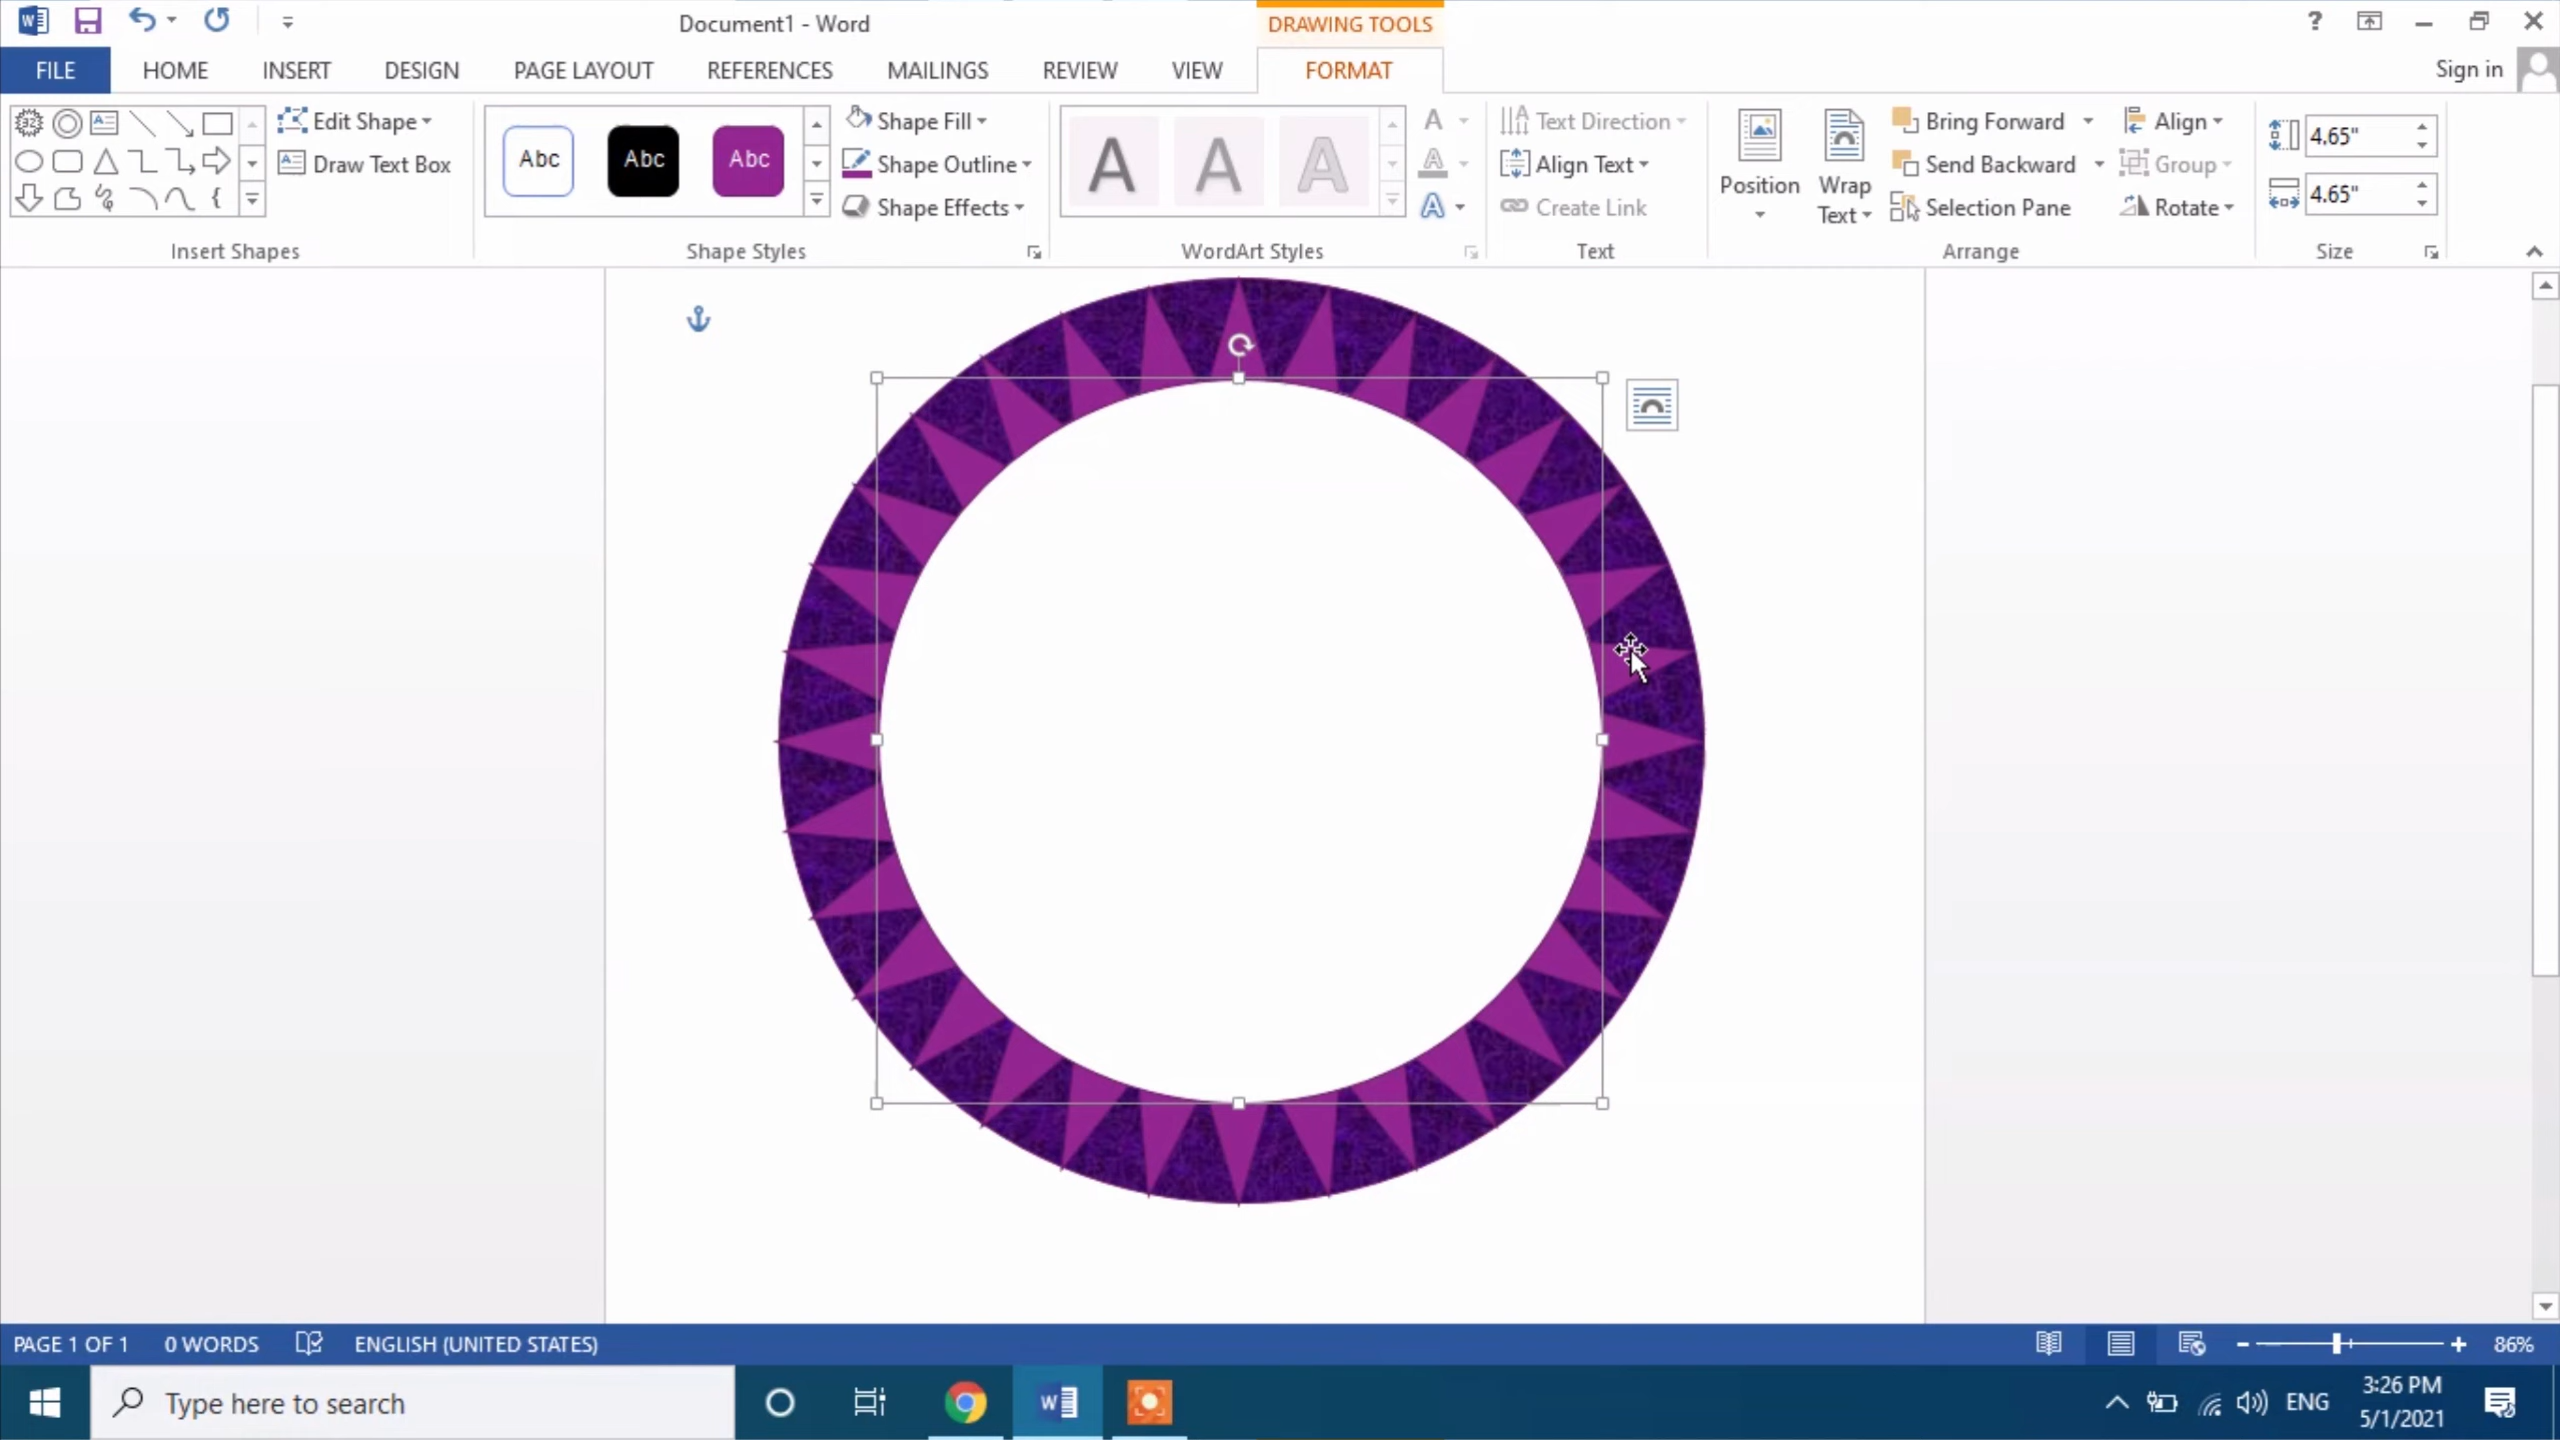 Document1 - Word
DRAWING TOOLS
?
FILE HOME INSERT DESIGN PAGE LAYOUT REFERENCES MAILINGS REVIEW VIEW FORMAT
Sign in
Edit Shape
Draw Text Box
Insert Shapes
Abc Abc Abc
Shape Fill
Shape Outline
Shape Effects
Shape Styles
A A A
WordArt Styles
Text Direction
Align Text
Create Link
Text
Position
Wrap
Text
Bring Forward
Send Backward
Selection Pane
Align
Group
Rotate
Arrange
4.65"
4.65"
Size
PAGE 1 OF 1 0 WORDS ENGLISH (UNITED STATES)
86%
Type here to search
ENG
3:26 PM
5/1/2021